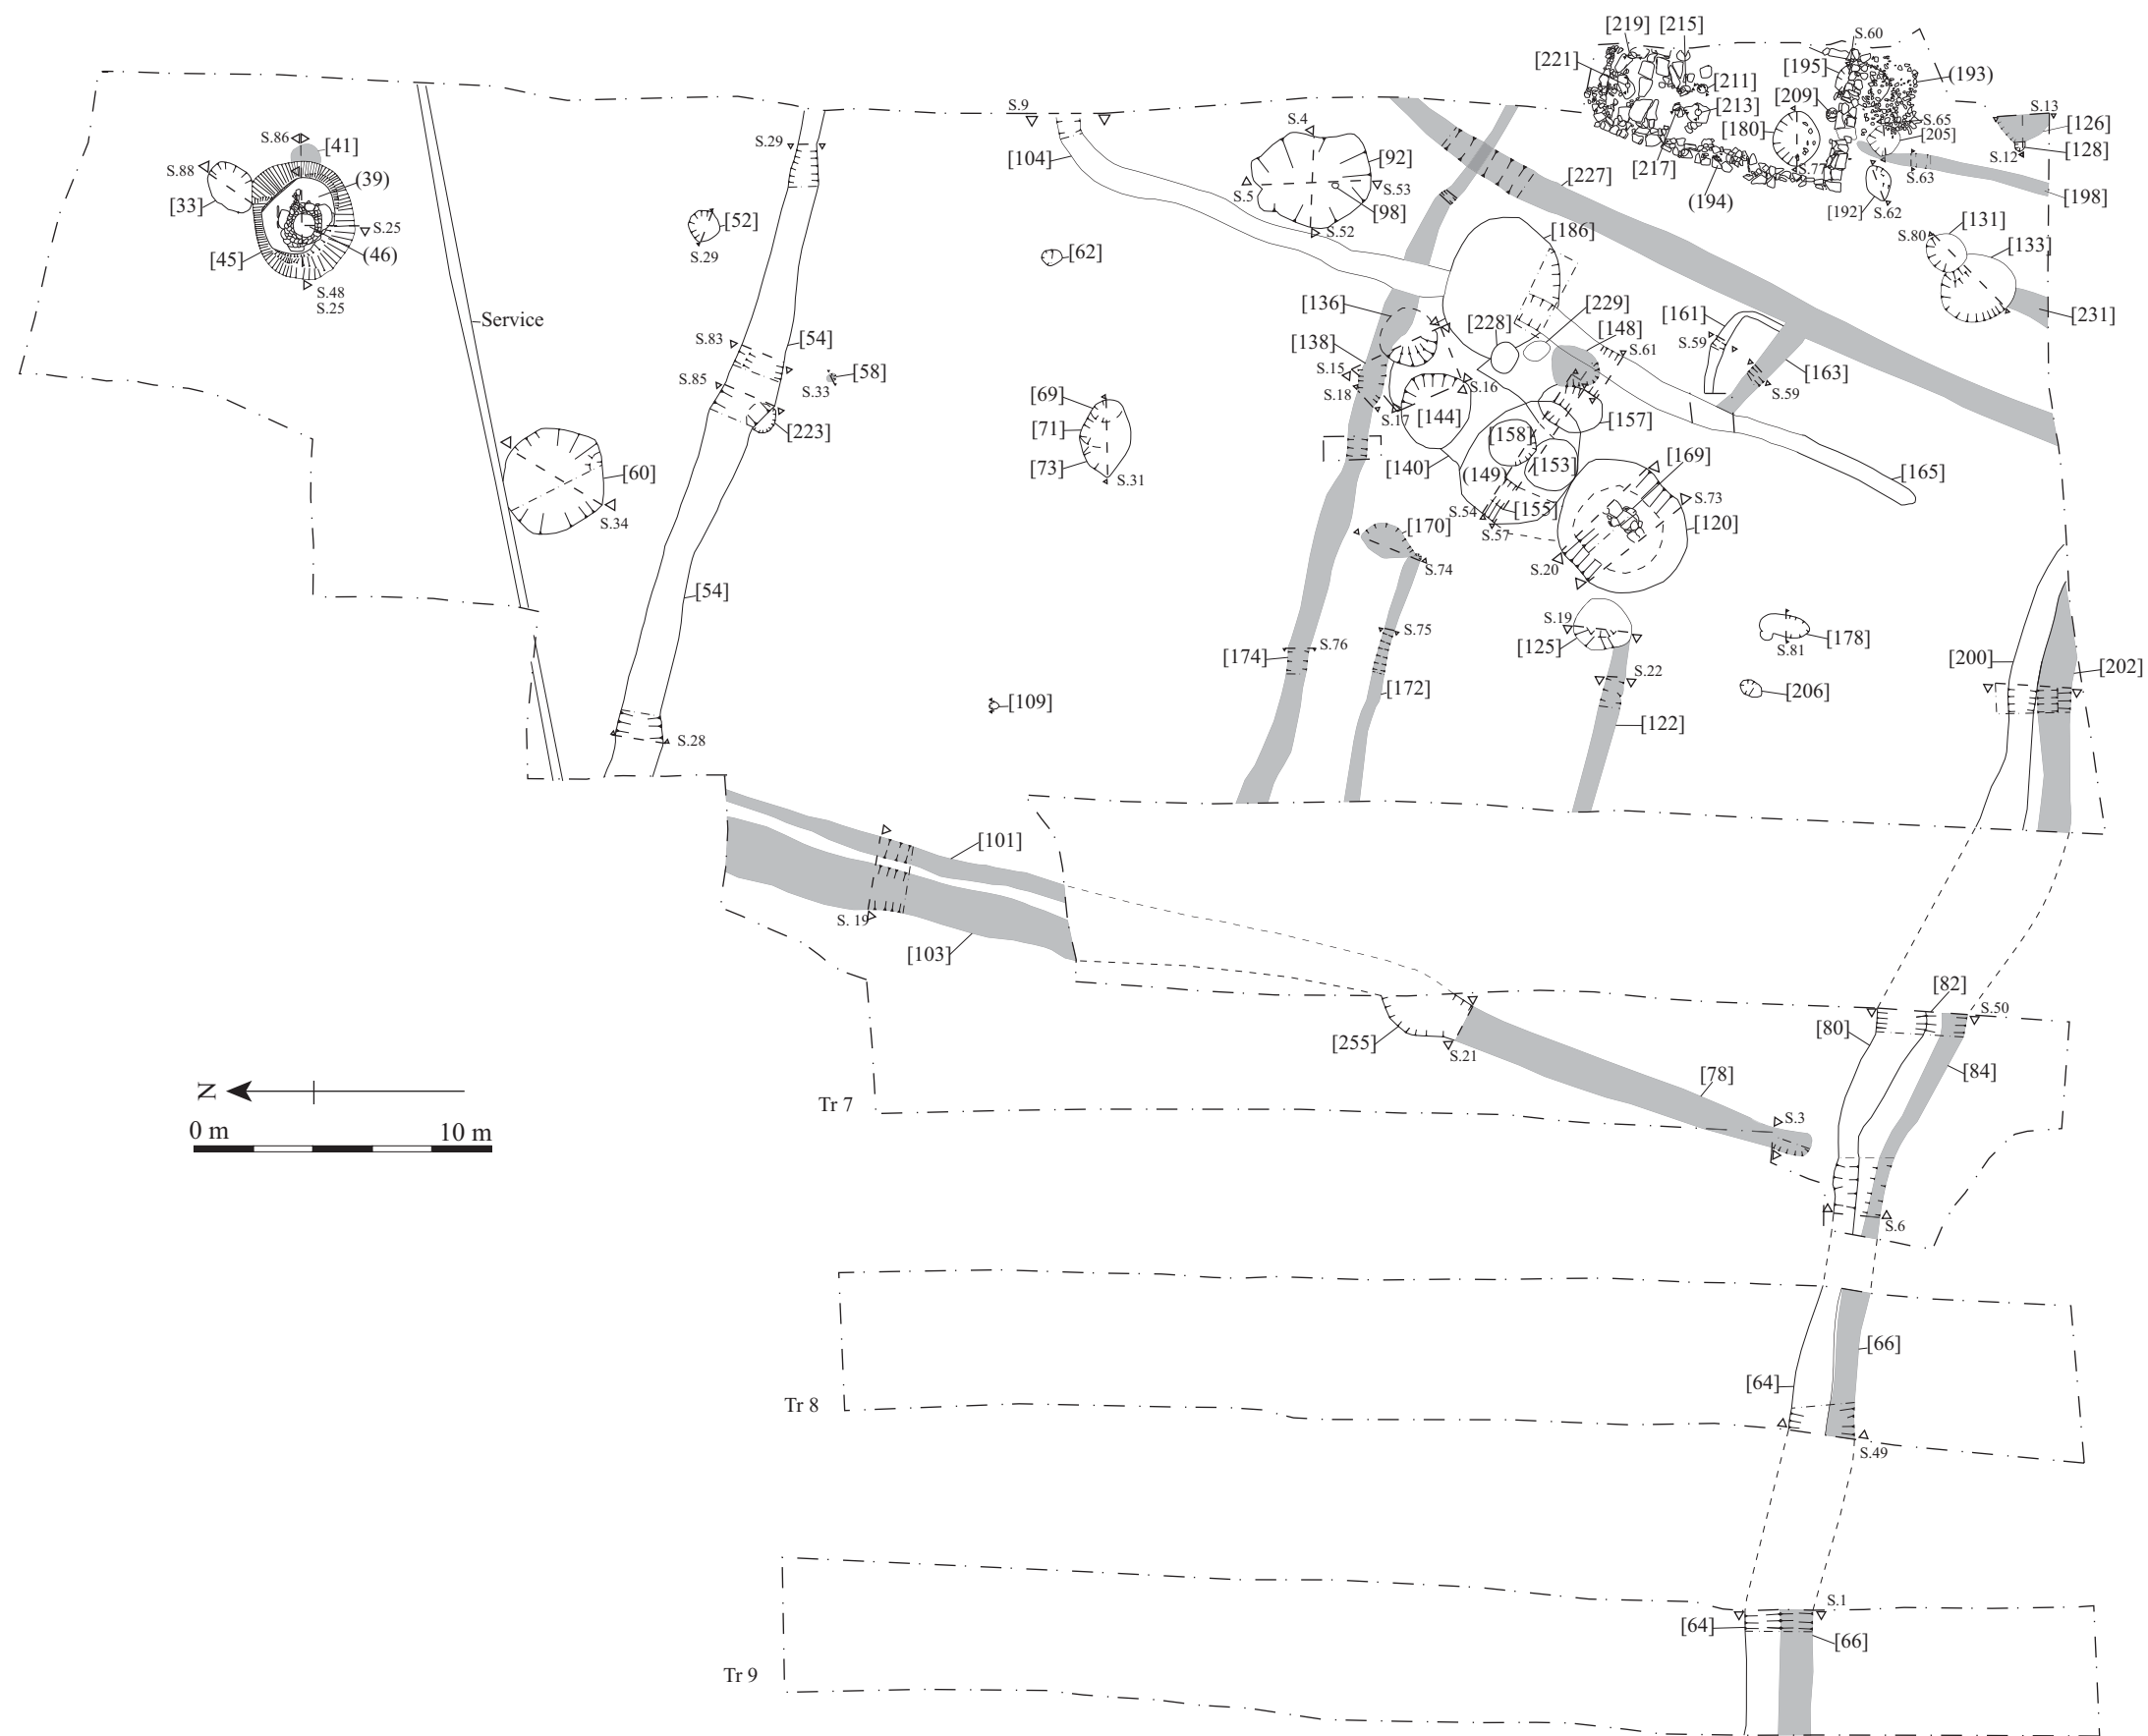 [219] [215]
S.60
[221]
[195]
(193)
[211]
[209]
[213]
S.13
S.86
[41]
S.9
S.4
[180]
S.65
[205]
[126]
S.29
[104]
[92]
S.12
[128]
S.88
(39)
S.5
S.53
[217]
S.77
S.63
[227]
[198]
[33]
[98]
(194)
[192]
S.62
[52]
S.25
S.52
[131]
[186]
S.80
[133]
[45]
(46)
S.29
[62]
S.48
S.25
[136]
[229]
[161]
[231]
Service
[228]
[148]
S.83
[54]
[138]
S.59
S.61
S.15
[163]
S.85
[58]
S.33
S.16
S.18
S.59
[69]
S.17
[144]
[157]
[71]
[223]
[158]
[169]
[73]
[140]
(149)
[153]
[60]
S.31
[165]
S.73
S.34
S.54
[155]
[120]
[170]
S.57
S.74
S.20
[54]
S.19
S.75
[178]
S.76
[125]
S.81
[174]
[200]
[202]
S.22
[172]
[206]
[109]
[122]
S.28
[101]
S. 19
[103]
[82]
S.50
[80]
[255]
S.21
[84]
[78]
N
Tr 7
S.3
0 m 10 m
S.6
[66]
[64]
Tr 8
S.49
S.1
[64]
[66]
Tr 9